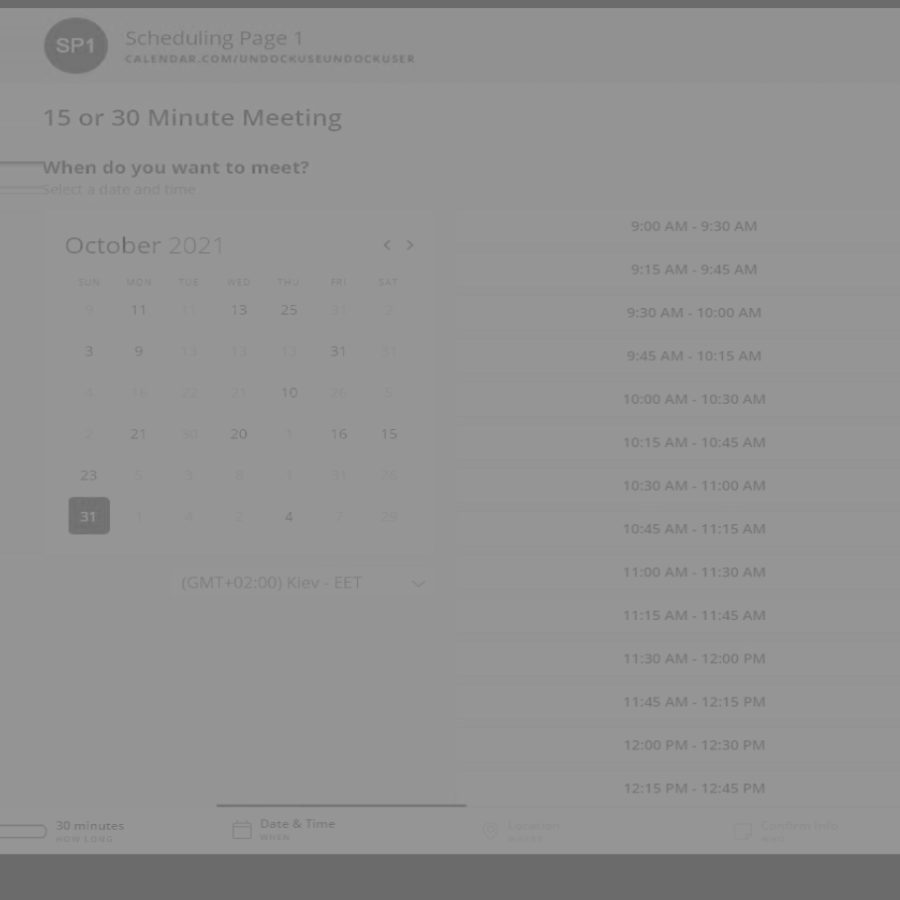 SP1
Scheduling Page 1
CALENDAR.COM/UNDOCKUSEUNDOCKUSER
15 or 30 Minute Meeting
When do you want to meet?
Select a date and time
October 2021 < >
SUN MON TUE WED THU FRI SAT
9 11 11 13 25 31 2
3 9 13 13 13 31 31
4 16 22 21 10 26 5
2 21 30 20 1 16 15
23 5 3 8 1 31 26
31 1 4 2 4 7 29
(GMT+02:00) Kiev - EET
9:00 AM - 9:30 AM
9:15 AM - 9:45 AM
9:30 AM - 10:00 AM
9:45 AM - 10:15 AM
10:00 AM - 10:30 AM
10:15 AM - 10:45 AM
10:30 AM - 11:00 AM
10:45 AM - 11:15 AM
11:00 AM - 11:30 AM
11:15 AM - 11:45 AM
11:30 AM - 12:00 PM
11:45 AM - 12:15 PM
12:00 PM - 12:30 PM
12:15 PM - 12:45 PM
30 minutes
HOW LONG
Date & Time
WHEN
Location
Confirm Info